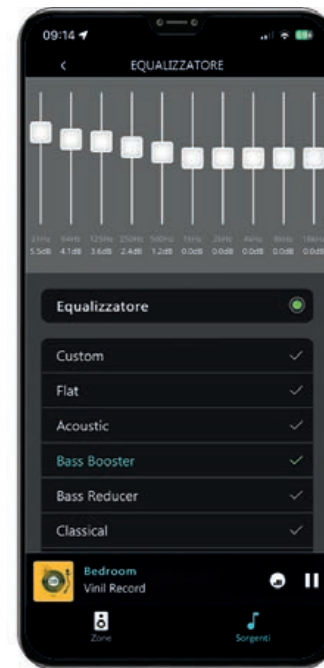 09:14
EQUALIZZATORE
31Hz 64Hz 125Hz 250Hz 500Hz 1kHz 2kHz 4kHz 8kHz 16kHz
5.5dB 4.1dB 3.6dB 2.4dB 1.2dB 0.0dB 0.0dB 0.0dB 0.0dB 0.0dB
Equalizzatore
Custom
Flat
Acoustic
Bass Booster
Bass Reducer
Classical
Bedroom
Vinil Record
Zone Sorgenti